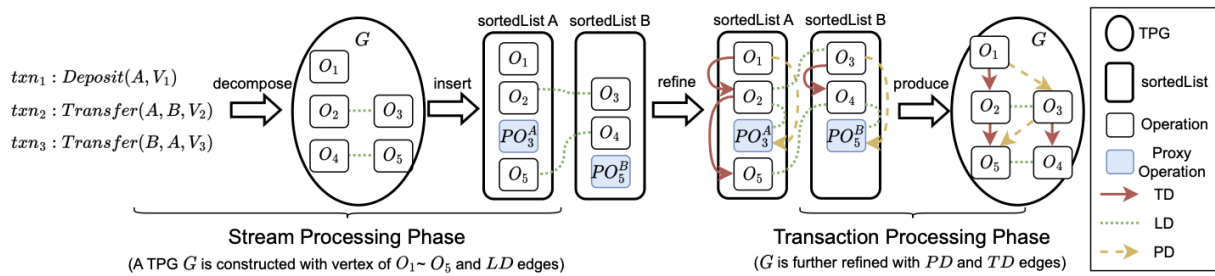 txn₁ : Deposit(A, V₁)
txn₂ : Transfer(A, B, V₂)
txn₃ : Transfer(B, A, V₃)
decompose
G
O₁
O₂
O₃
O₄
O₅
insert
sortedList A
O₁
O₂
PO₃ᴬ
O₅
sortedList B
O₃
O₄
PO₅ᴮ
refine
sortedList A
O₁
O₂
PO₃ᴬ
O₅
sortedList B
O₃
O₄
PO₅ᴮ
produce
G
O₁
O₂
O₃
O₅
O₄
TPG
sortedList
Operation
Proxy
Operation
TD
LD
PD
Stream Processing Phase
(A TPG G is constructed with vertex of O₁~ O₅ and LD edges)
Transaction Processing Phase
(G is further refined with PD and TD edges)